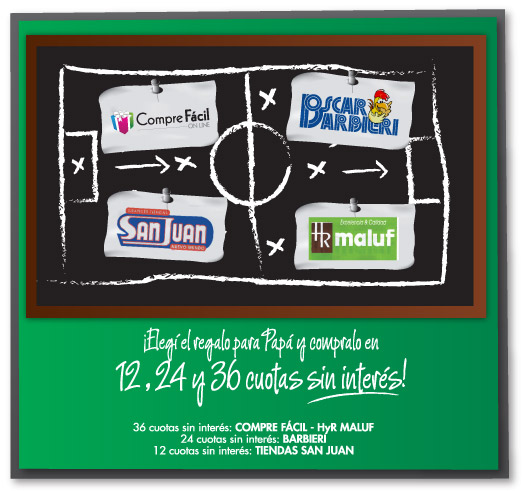 Compre Fácil
ON LINE
OSCAR
BARBIERI
SAN JUAN
Excelencia & Calidad
HR maluf
¡Elegí el regalo para Papá y compralo en
12, 24 y 36 cuotas sin interés!
36 cuotas sin interés: COMPRE FÁCIL - HyR MALUF
24 cuotas sin interés: BARBIERI
12 cuotas sin interés: TIENDAS SAN JUAN